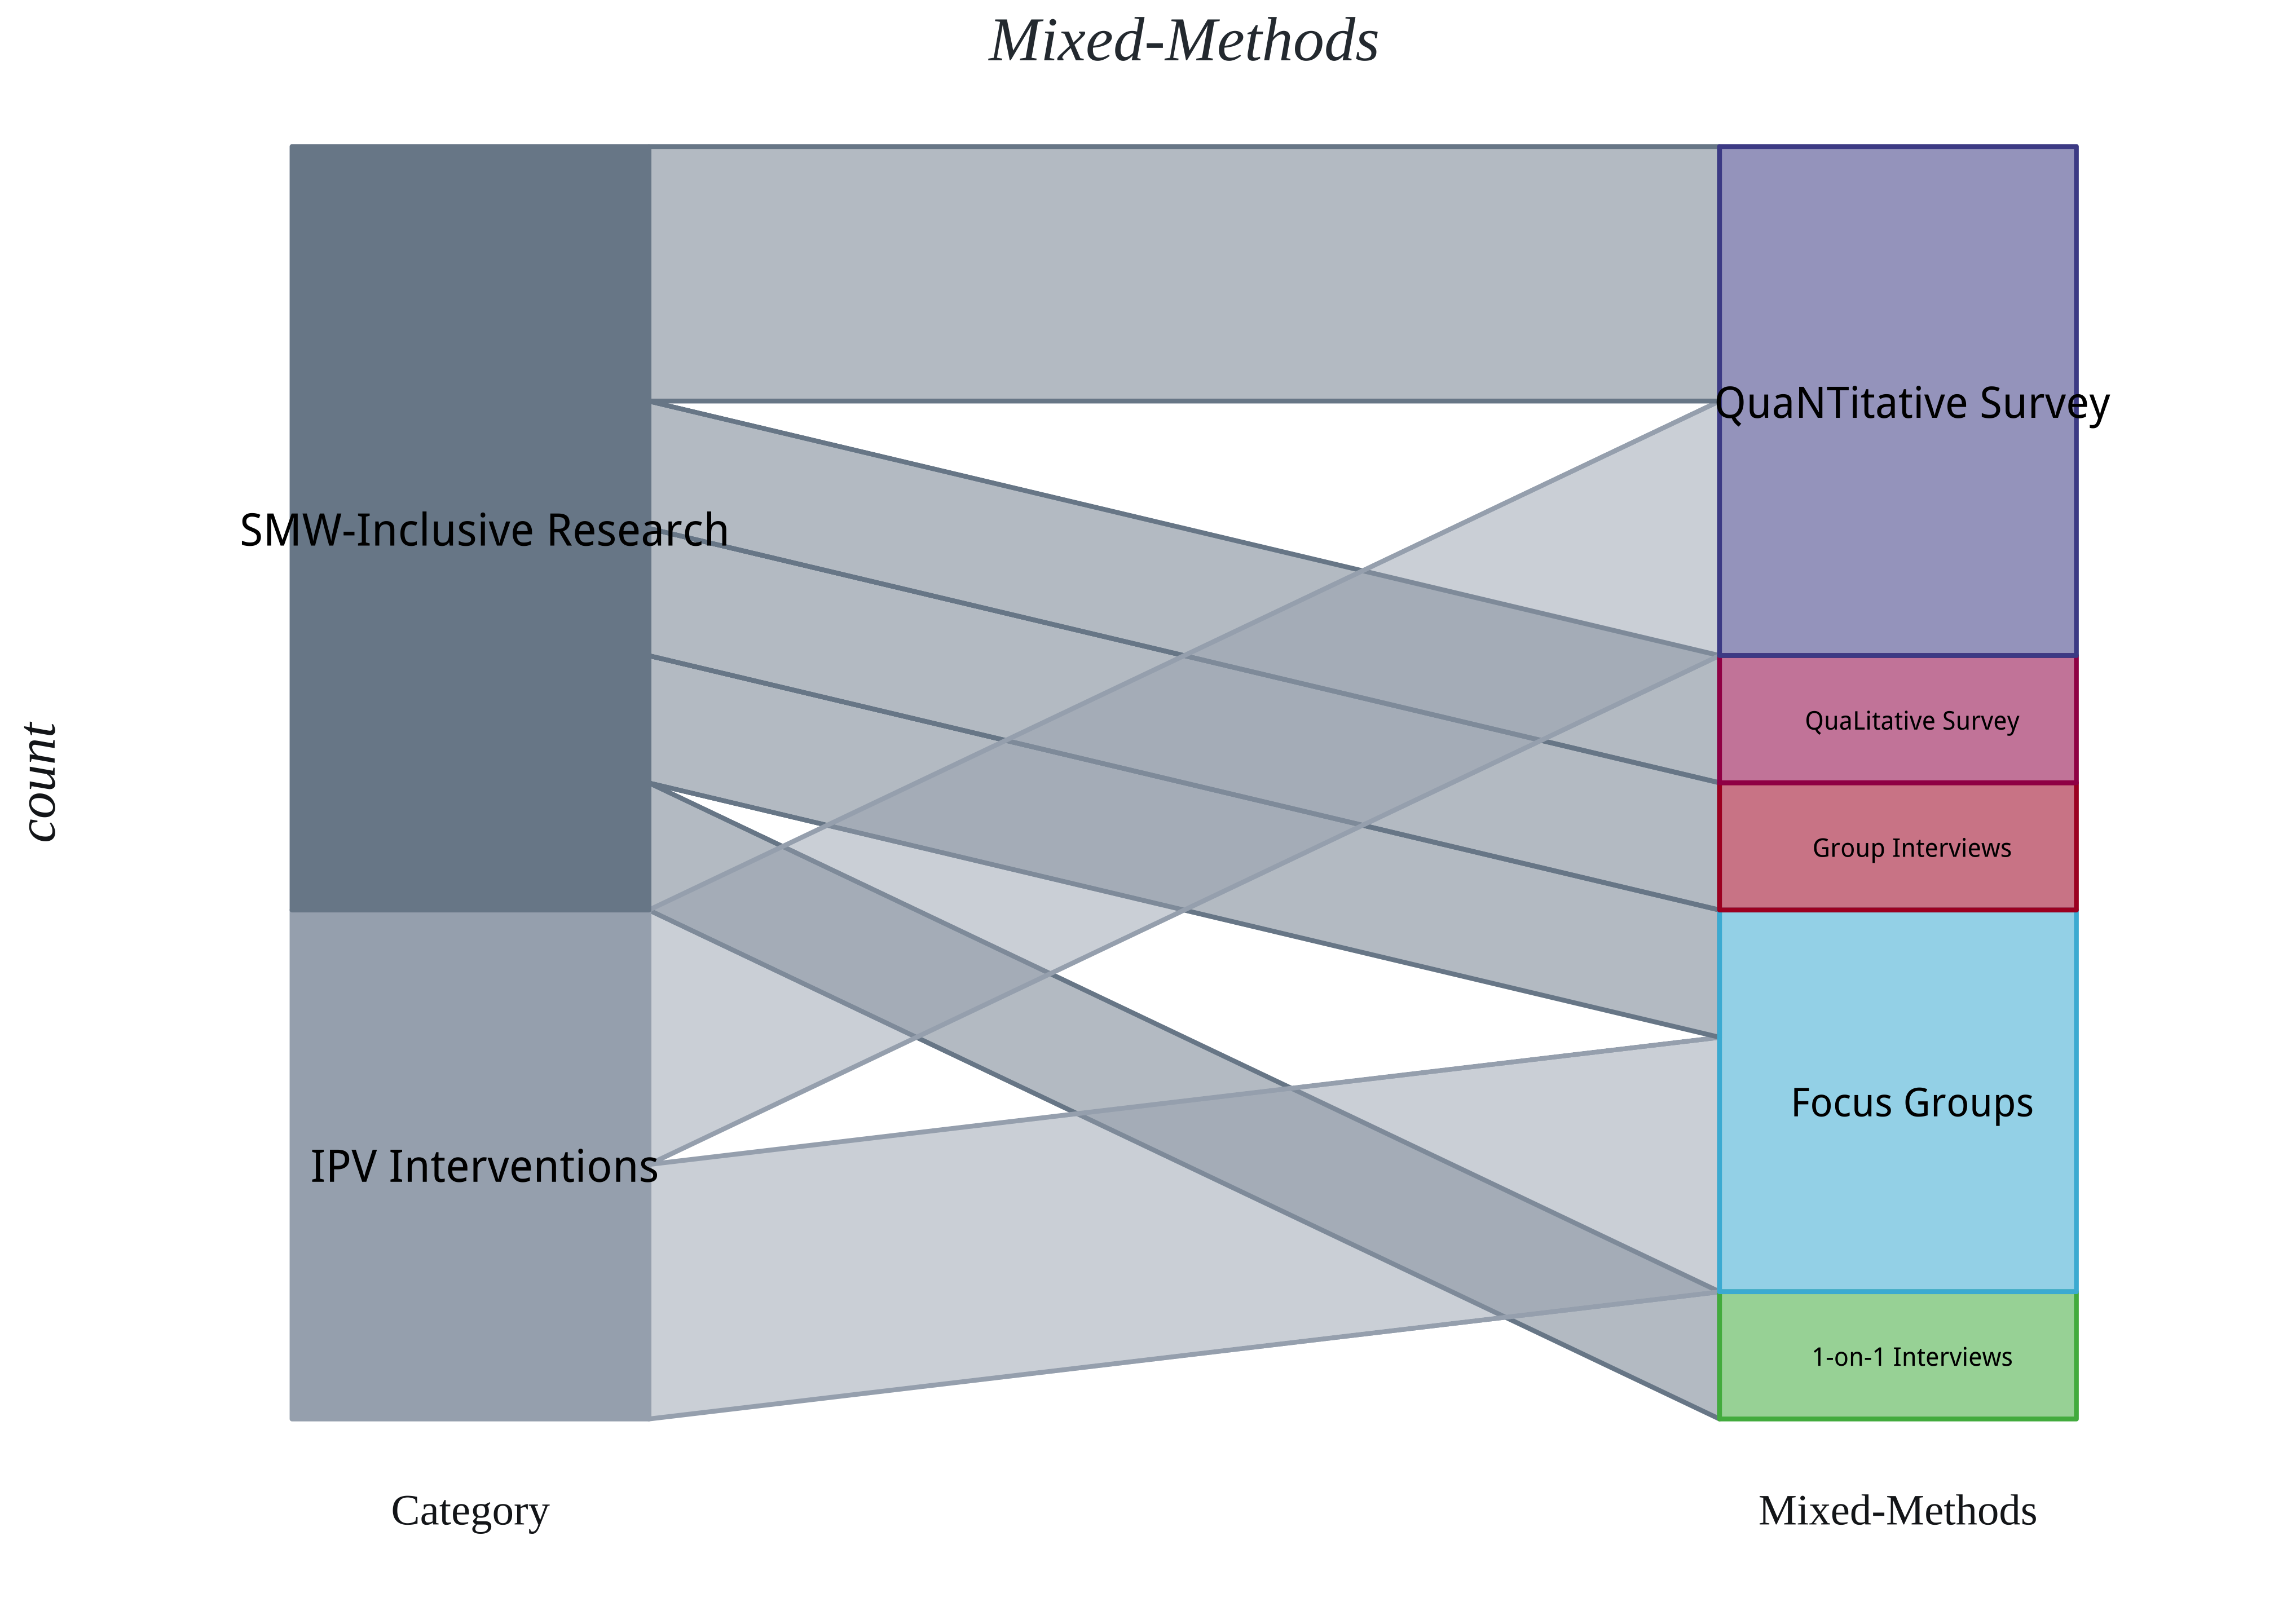 Mixed-Methods
count
SMW-Inclusive Research
IPV Interventions
QuaNTitative Survey
QuaLitative Survey
Group Interviews
Focus Groups
1-on-1 Interviews
Category
Mixed-Methods